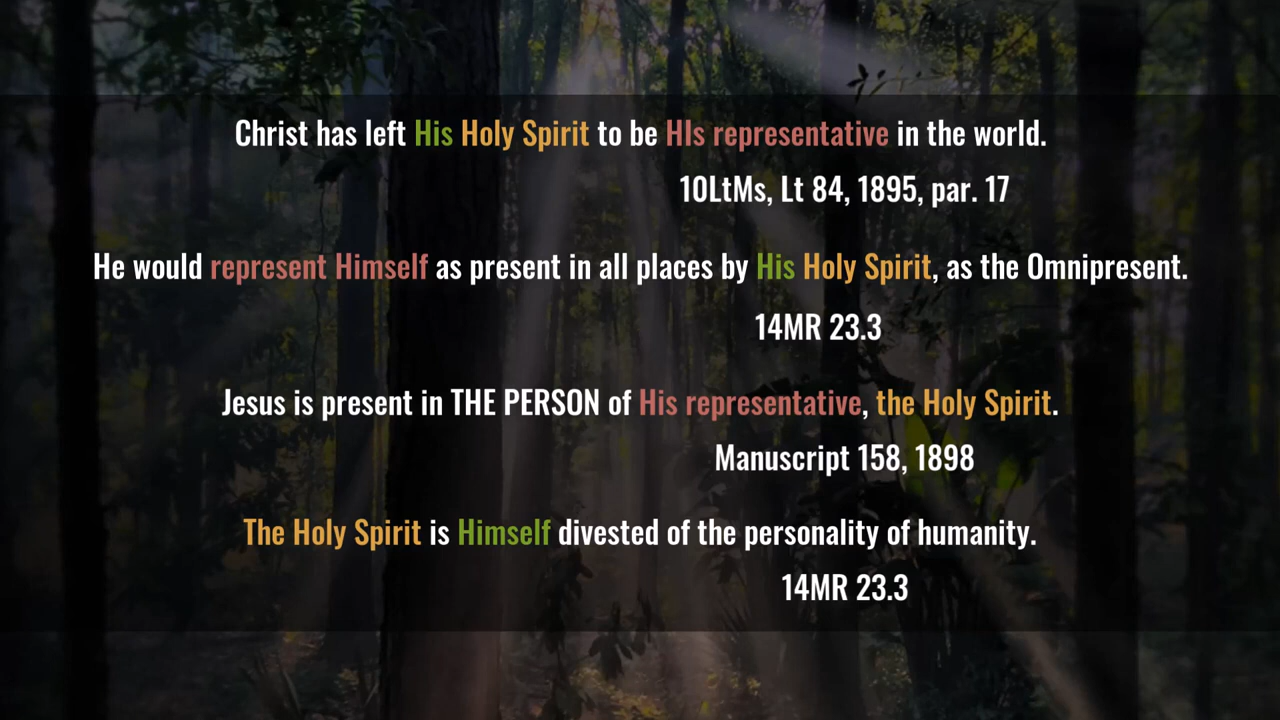 Christ has left His Holy Spirit to be HIs representative in the world.
10LtMs, Lt 84, 1895, par. 17
He would represent Himself as present in all places by His Holy Spirit, as the Omnipresent.
14MR 23.3
Jesus is present in THE PERSON of His representative, the Holy Spirit.
Manuscript 158, 1898
The Holy Spirit is Himself divested of the personality of humanity.
14MR 23.3